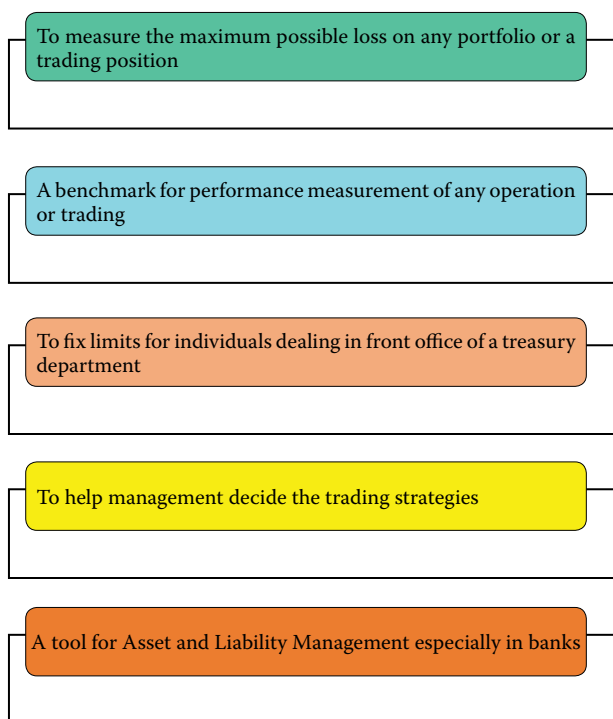 To measure the maximum possible loss on any portfolio or a
trading position
A benchmark for performance measurement of any operation
or trading
To fix limits for individuals dealing in front office of a treasury
department
To help management decide the trading strategies
A tool for Asset and Liability Management especially in banks